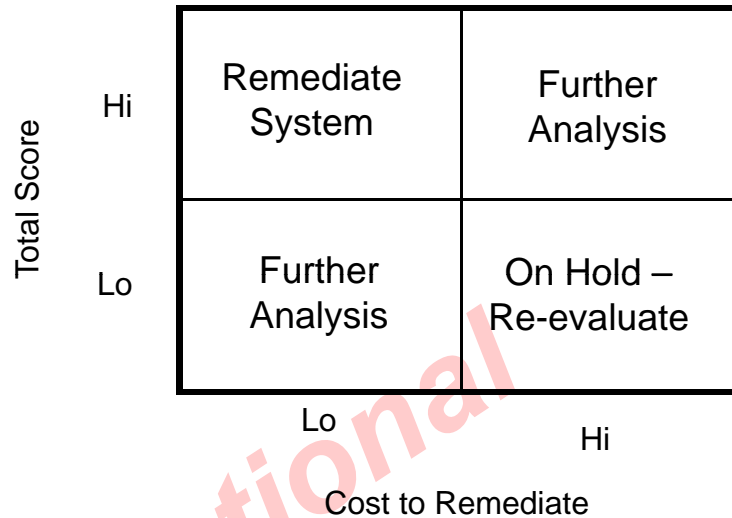 Total Score
Hi
Remediate
System
Further
Analysis
Lo
Further
Analysis
On Hold –
Re-evaluate
Lo
Hi
Cost to Remediate
tional